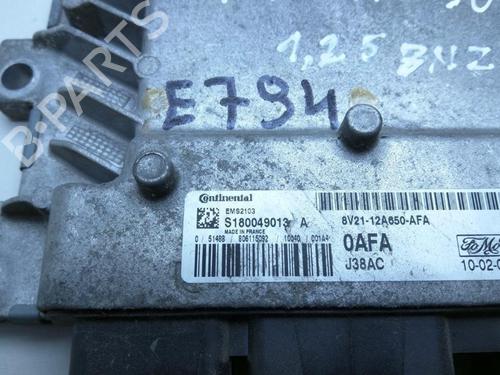 1,25 BNZ
B-PARTS
E794
Continental
EMS2103
S180049013 A
8V21-12A650-AFA
MADE IN FRANCE
0AFA
J38AC
10-02-0